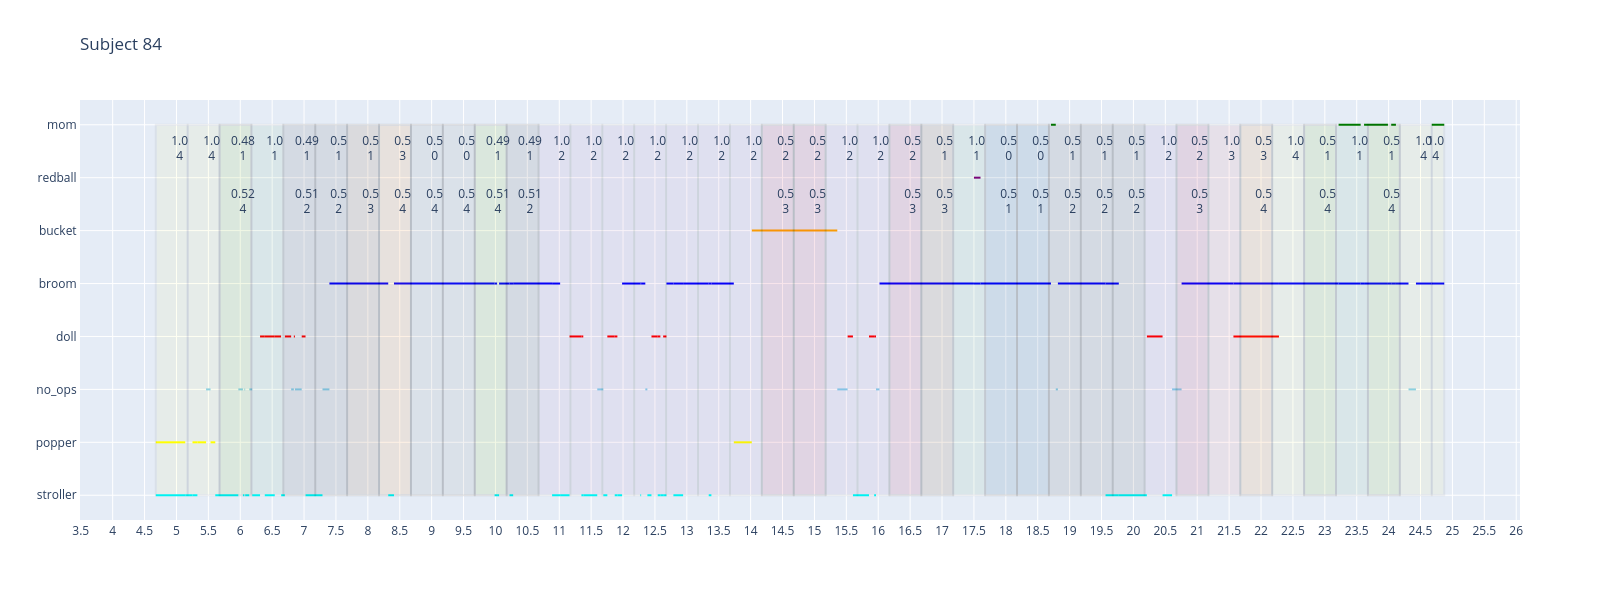 Subject 84
mom
1.0 1.0 0.48 1.0 0.49 0.5 0.5 0.5 0.5 0.5 0.49 0.49 1.0 1.0 1.0 1.0 1.0 1.0 1.0 0.5 0.5 1.0 1.0 0.5 0.5 1.0 0.5 0.5 0.5 0.5 0.5 1.0 0.5 1.0 0.5 1.0 0.5 1.0 0.5 1.0 1.0
4 4 1 1 1 1 1 3 0 0 1 1 2 2 2 2 2 2 2 2 2 2 2 2 1 1 0 0 1 1 1 2 2 3 3 4 1 1 1 4 4
redball
0.52 0.51 0.5 0.5 0.5 0.5 0.5 0.51 0.51 0.5 0.5 0.5 0.5 0.5 0.5 0.5 0.5 0.5 0.5 0.5 0.5 0.5
4 2 2 3 4 4 4 4 2 3 3 3 3 1 1 2 2 2 3 4 4 4
bucket
broom
doll
no_ops
popper
stroller
3.5 4 4.5 5 5.5 6 6.5 7 7.5 8 8.5 9 9.5 10 10.5 11 11.5 12 12.5 13 13.5 14 14.5 15 15.5 16 16.5 17 17.5 18 18.5 19 19.5 20 20.5 21 21.5 22 22.5 23 23.5 24 24.5 25 25.5 26